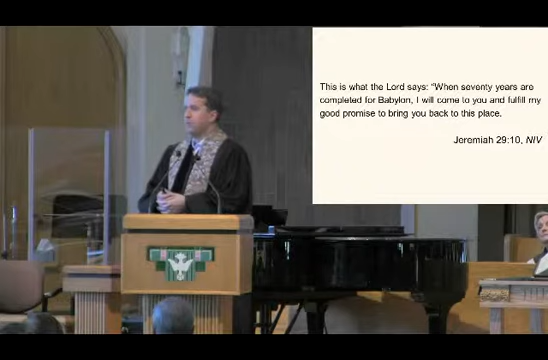 This is what the Lord says: “When seventy years are
completed for Babylon, I will come to you and fulfill my
good promise to bring you back to this place.
Jeremiah 29:10, NIV